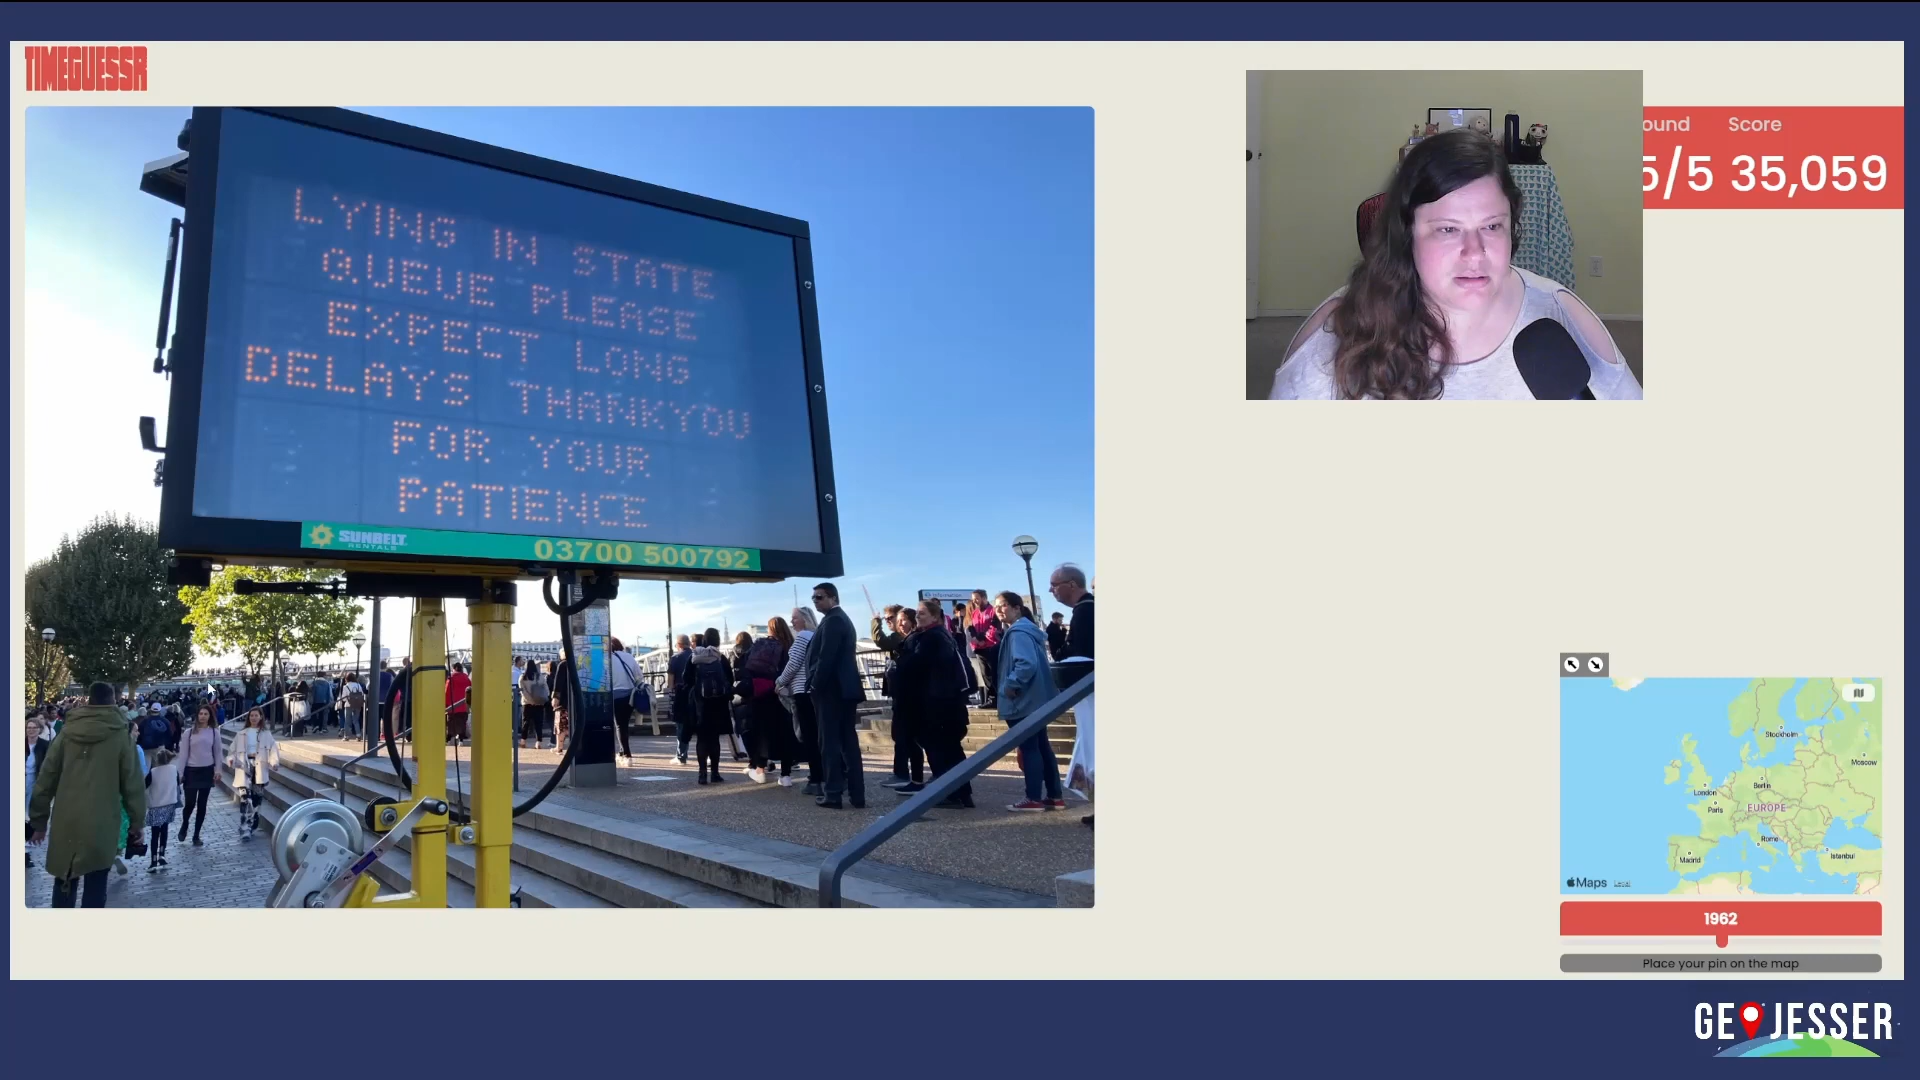 TIMEGUESSR
LYING IN STATE
QUEUE PLEASE
EXPECT LONG
DELAYS THANKYOU
FOR YOUR
PATIENCE
SUNBELT
RENTALS
03700 500792
Information
ound Score
5/5 35,059
Stockholm
Moscow
Berlin
London
Paris
EUROPE
Rome
Madrid
Istanbul
Maps Legal
1962
Place your pin on the map
GEOJESSER